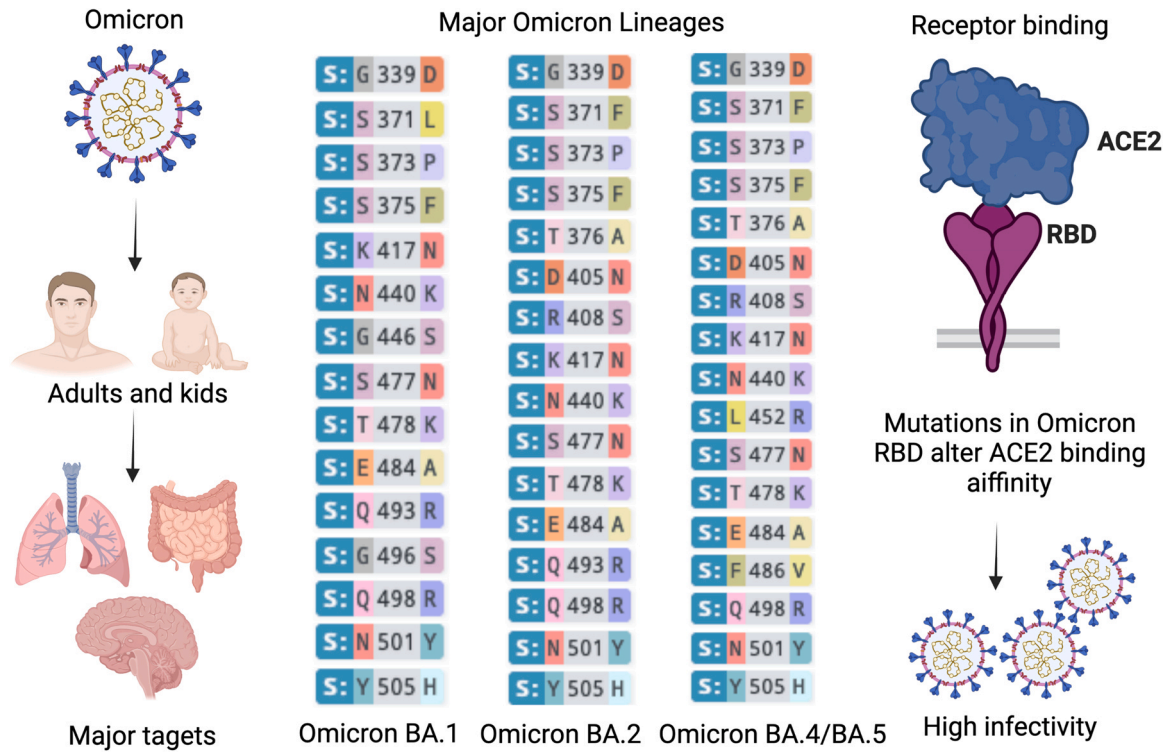 Omicron
Adults and kids
Major tagets
Major Omicron Lineages
S: G 339 D
S: S 371 L
S: S 373 P
S: S 375 F
S: K 417 N
S: N 440 K
S: G 446 S
S: S 477 N
S: T 478 K
S: E 484 A
S: Q 493 R
S: G 496 S
S: Q 498 R
S: N 501 Y
S: Y 505 H
Omicron BA.1
S: G 339 D
S: S 371 F
S: S 373 P
S: S 375 F
S: T 376 A
S: D 405 N
S: R 408 S
S: K 417 N
S: N 440 K
S: S 477 N
S: T 478 K
S: E 484 A
S: Q 493 R
S: Q 498 R
S: N 501 Y
S: Y 505 H
Omicron BA.2
S: G 339 D
S: S 371 F
S: S 373 P
S: S 375 F
S: T 376 A
S: D 405 N
S: R 408 S
S: K 417 N
S: N 440 K
S: L 452 R
S: S 477 N
S: T 478 K
S: E 484 A
S: F 486 V
S: Q 498 R
S: N 501 Y
S: Y 505 H
Omicron BA.4/BA.5
Receptor binding
ACE2
RBD
Mutations in Omicron
RBD alter ACE2 binding
aiffinity
High infectivity